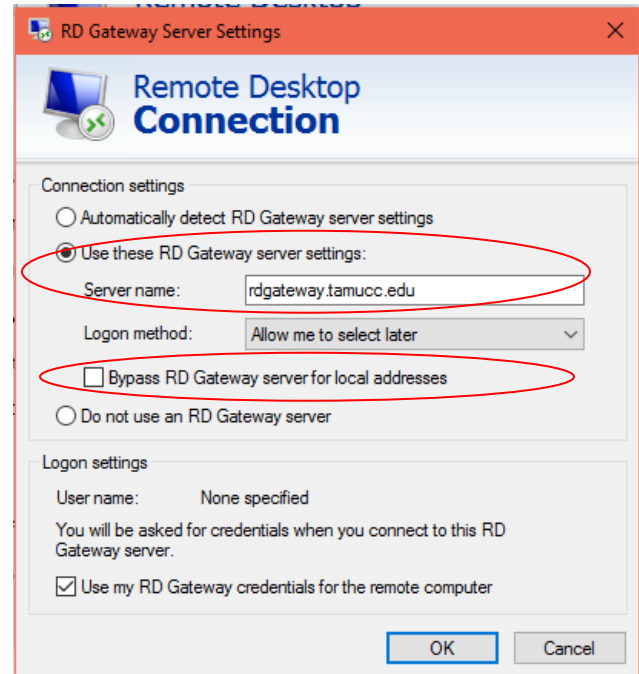 RD Gateway Server Settings
Remote Desktop
Connection
Connection settings
Automatically detect RD Gateway server settings
Use these RD Gateway server settings:
Server name: rdgateway.tamucc.edu
Logon method: Allow me to select later
Bypass RD Gateway server for local addresses
Do not use an RD Gateway server
Logon settings
User name: None specified
You will be asked for credentials when you connect to this RD
Gateway server.
Use my RD Gateway credentials for the remote computer
OK Cancel